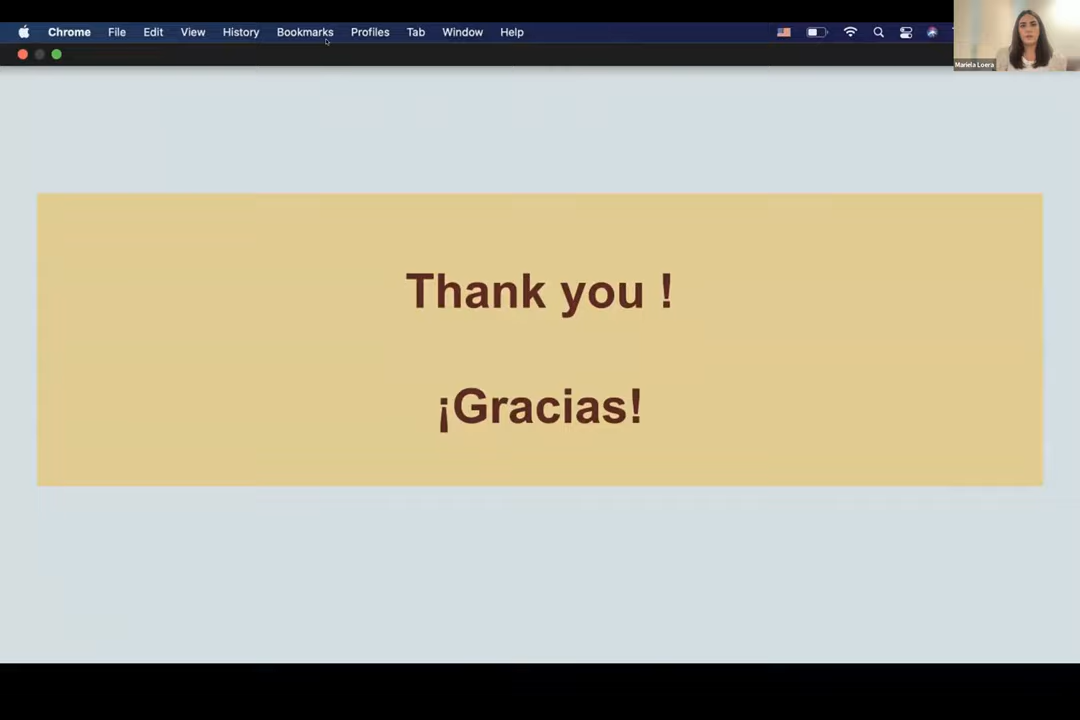 Chrome File Edit View History Bookmarks Profiles Tab Window Help
Mariela Loera
Thank you !
¡Gracias!